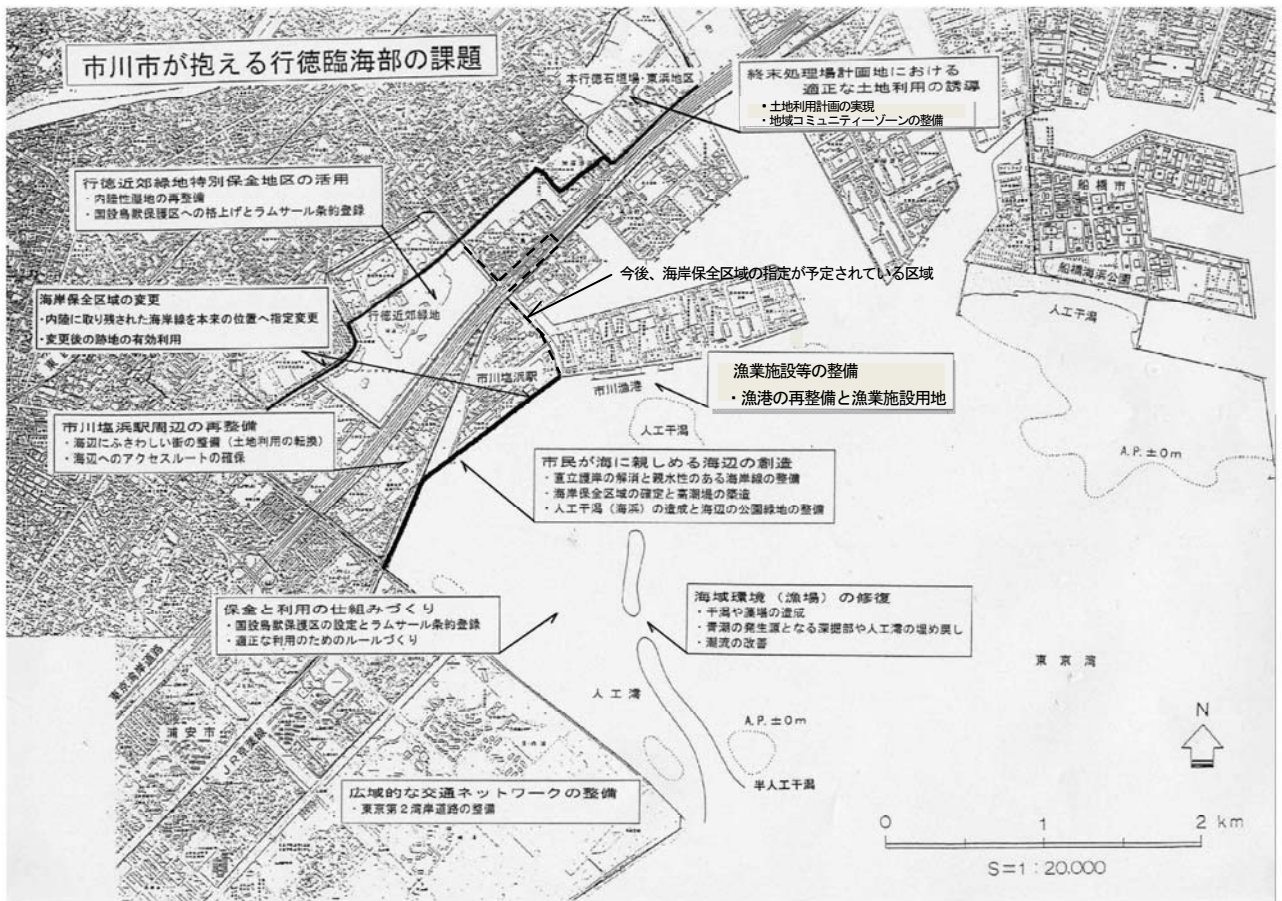 市川市が抱える行徳臨海部の課題
本行徳石垣場・東浜地区
終末処理場計画地における
適正な土地利用の誘導
・土地利用計画の実現
・地域コミュニティーゾーンの整備
行徳近郊緑地特別保全地区の活用
・内陸性湿地の再整備
・国設鳥獣保護区への格上げとラムサール条約登録
船橋市
船橋海浜公園
人工干潟
今後、海岸保全区域の指定が予定されている区域
海岸保全区域の変更
・内陸に取り残された海岸線を本来の位置へ指定変更
・変更後の跡地の有効利用
行徳近郊緑地
市川塩浜駅
市川漁港
漁業施設等の整備
・漁港の再整備と漁業施設用地
人工干潟
市川塩浜駅周辺の再整備
・海辺にふさわしい街の整備（土地利用の転換）
・海辺へのアクセスルートの確保
A.P.±0m
市民が海に親しめる海辺の創造
・直立護岸の解消と親水性のある海岸線の整備
・海岸保全区域の確定と高潮堤の築造
・人工干潟（海浜）の造成と海辺の公園緑地の整備
保全と利用の仕組みづくり
・国設鳥獣保護区の設定とラムサール条約登録
・適正な利用のためのルールづくり
海域環境（漁場）の修復
・干潟や藻場の造成
・青潮の発生源となる深掘部や人工湾の埋め戻し
・潮流の改善
東京湾岸道路
東京湾
人工湾
浦安市
JR京葉線
A.P.±0m
N
半人工干潟
広域的な交通ネットワークの整備
・東京第２湾岸道路の整備
0 1 2 km
S=1：20.000